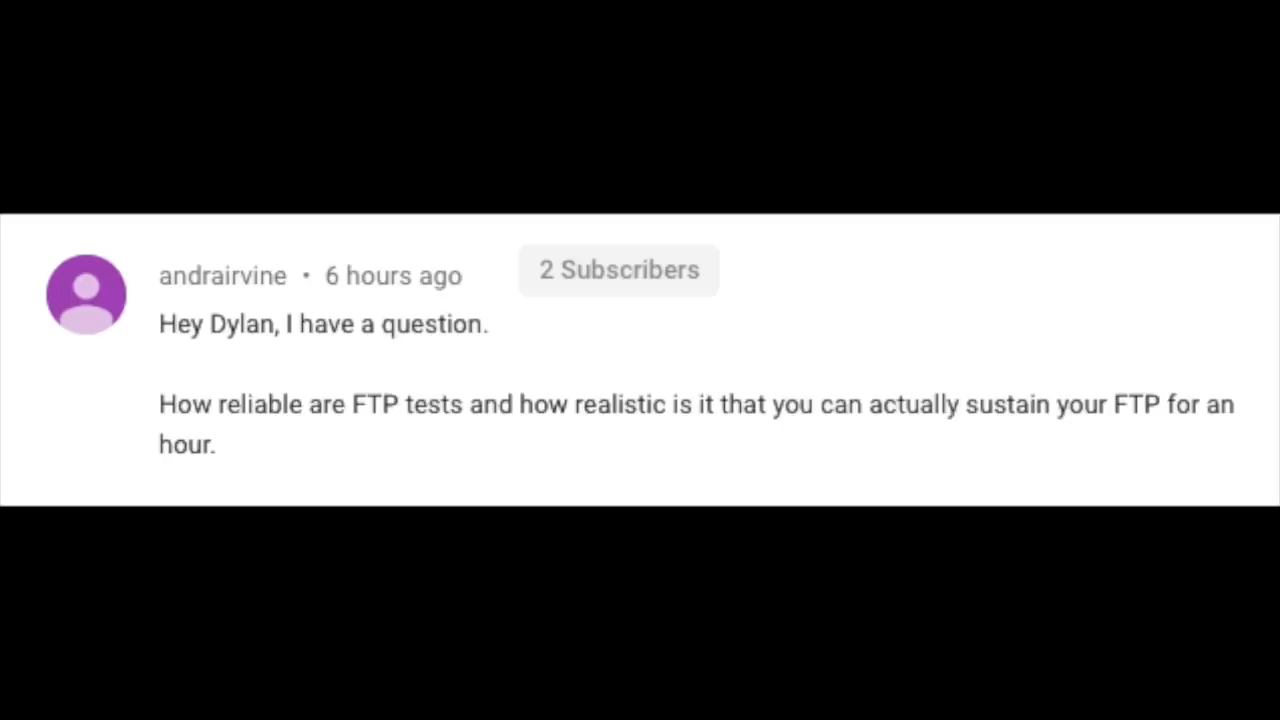 andrairvine • 6 hours ago 2 Subscribers
Hey Dylan, I have a question.
How reliable are FTP tests and how realistic is it that you can actually sustain your FTP for an
hour.